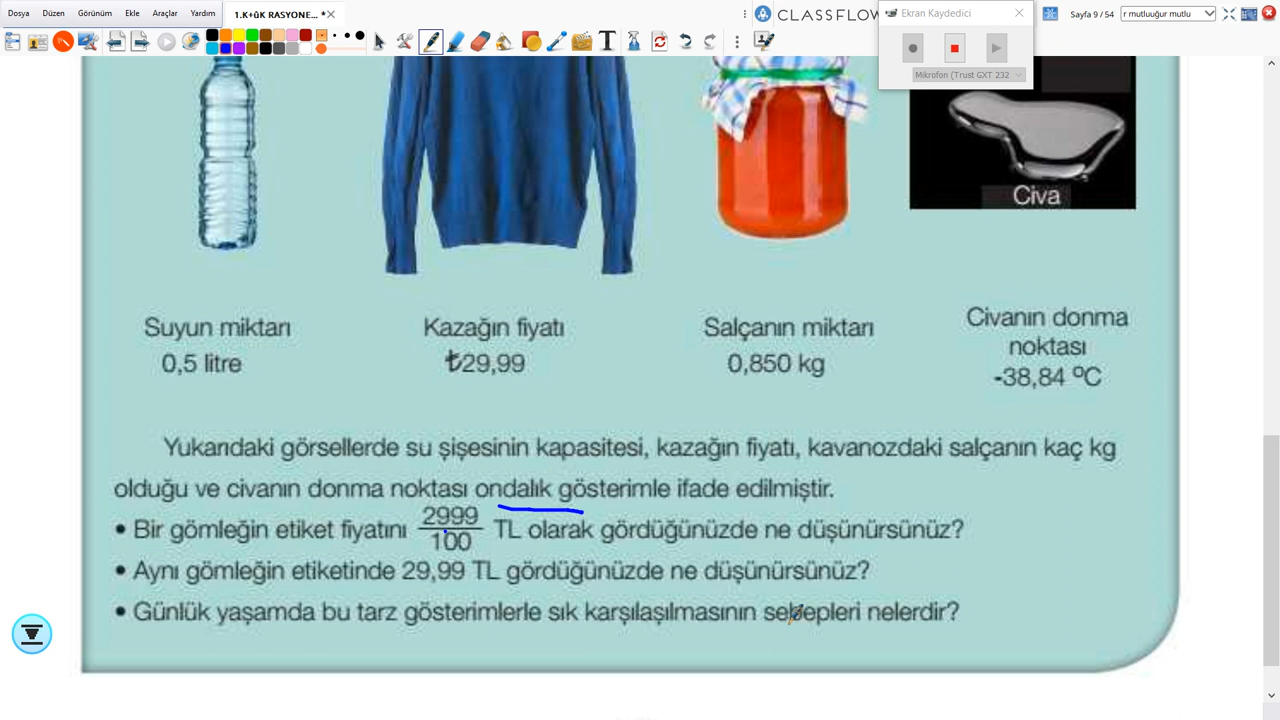 Dosya Düzen Görünüm Ekle Araçlar Yardım
1.K+ûK RASYONE... *
CLASSFLOW
Ekran Kaydedici
Sayfa 9 / 54
r mutluuğur mutlu
Mikrofon (Trust GXT 232
Civa
Suyun miktarı
0,5 litre
Kazağın fiyatı
₺29,99
Salçanın miktarı
0,850 kg
Civanın donma
noktası
-38,84 ºC
Yukarıdaki görsellerde su şişesinin kapasitesi, kazağın fiyatı, kavanozdaki salçanın kaç kg
olduğu ve civanın donma noktası ondalık gösterimle ifade edilmiştir.
• Bir gömleğin etiket fiyatını 2999/100 TL olarak gördüğünüzde ne düşünürsünüz?
• Aynı gömleğin etiketinde 29,99 TL gördüğünüzde ne düşünürsünüz?
• Günlük yaşamda bu tarz gösterimlerle sık karşılaşılmasının sebepleri nelerdir?